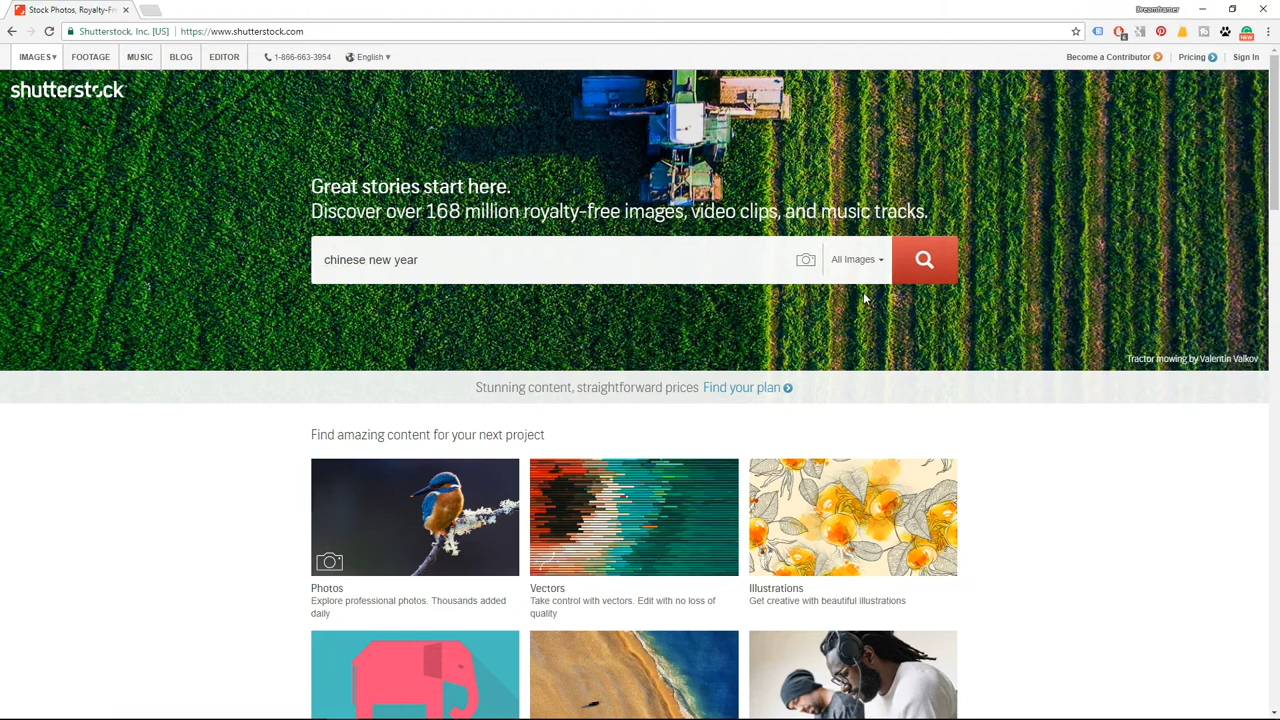 Stock Photos, Royalty-Fr
Dreamframer
Shutterstock, Inc. [US]
https://www.shutterstock.com
IMAGES
FOOTAGE
MUSIC
BLOG
EDITOR
1-866-663-3954
English
Become a Contributor
Pricing
Sign In
shutterstock
Great stories start here.
Discover over 168 million royalty-free images, video clips, and music tracks.
chinese new year
All Images
Tractor mowing by Valentin Valkov
Stunning content, straightforward prices Find your plan
Find amazing content for your next project
Photos
Explore professional photos. Thousands added
daily
Vectors
Take control with vectors. Edit with no loss of
quality
Illustrations
Get creative with beautiful illustrations